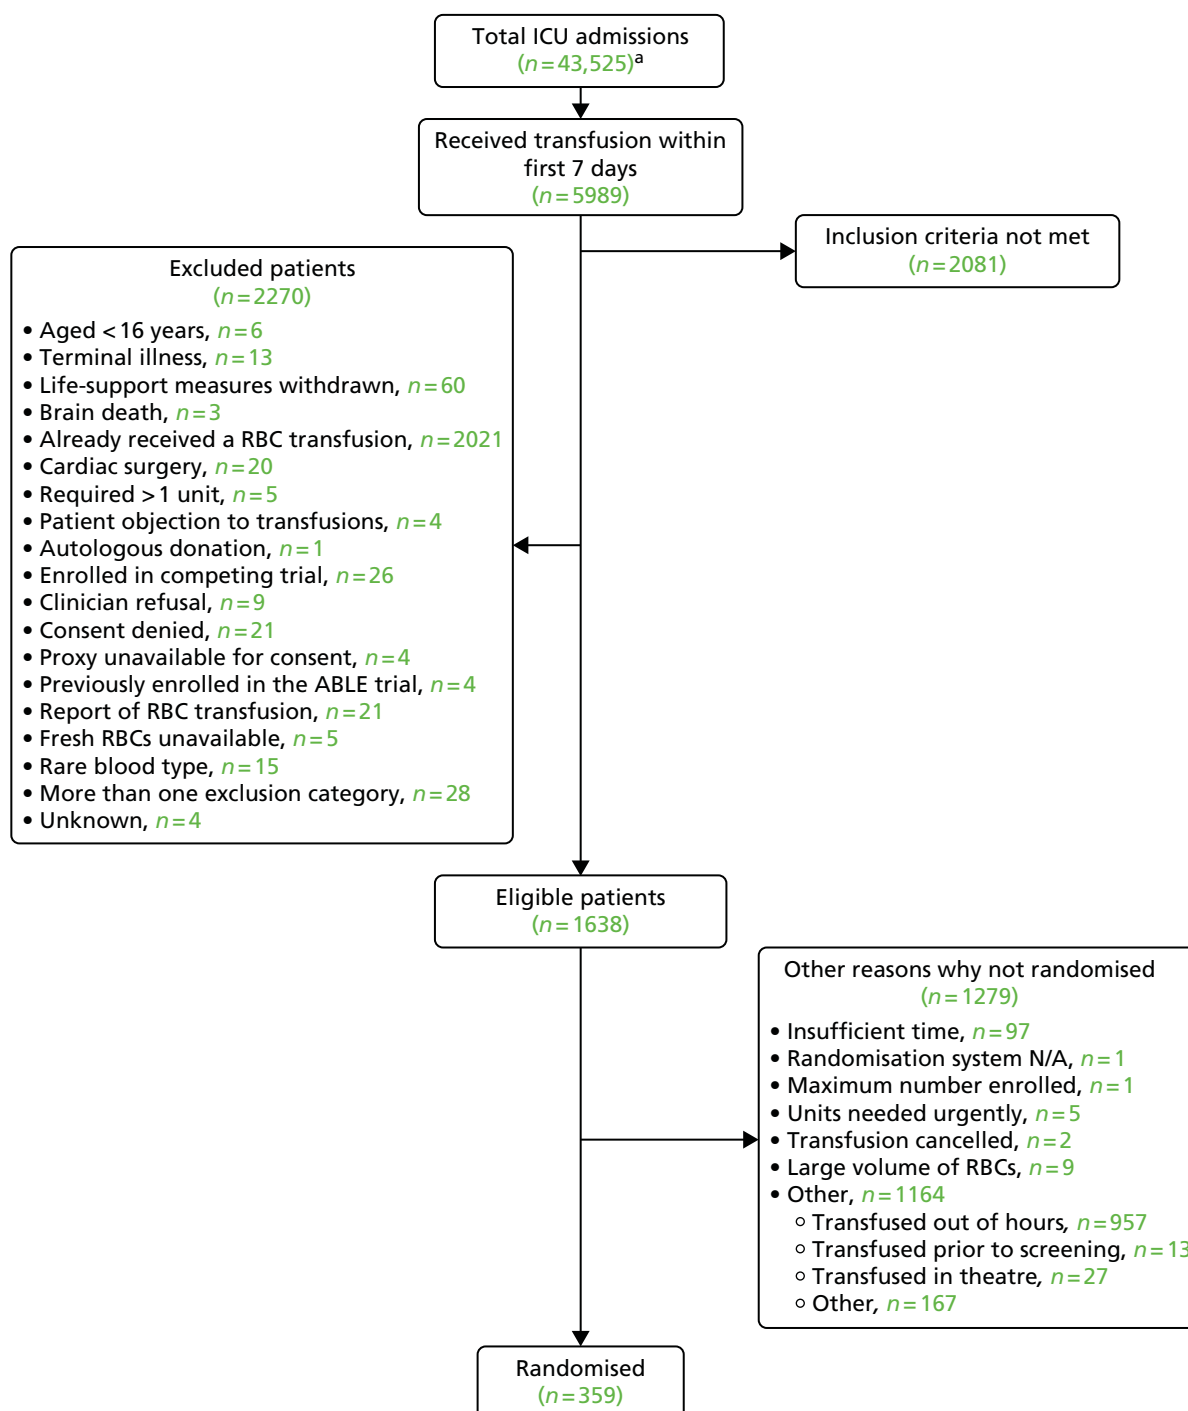 Total ICU admissions
(n=43,525)a
Received transfusion within
first 7 days
(n=5989)
Inclusion criteria not met
(n=2081)
Excluded patients
(n=2270)
• Aged <16 years, n=6
• Terminal illness, n=13
• Life-support measures withdrawn, n=60
• Brain death, n=3
• Already received a RBC transfusion, n=2021
• Cardiac surgery, n=20
• Required >1 unit, n=5
• Patient objection to transfusions, n=4
• Autologous donation, n=1
• Enrolled in competing trial, n=26
• Clinician refusal, n=9
• Consent denied, n=21
• Proxy unavailable for consent, n=4
• Previously enrolled in the ABLE trial, n=4
• Report of RBC transfusion, n=21
• Fresh RBCs unavailable, n=5
• Rare blood type, n=15
• More than one exclusion category, n=28
• Unknown, n=4
Eligible patients
(n=1638)
Other reasons why not randomised
(n=1279)
• Insufficient time, n=97
• Randomisation system N/A, n=1
• Maximum number enrolled, n=1
• Units needed urgently, n=5
• Transfusion cancelled, n=2
• Large volume of RBCs, n=9
• Other, n=1164
○ Transfused out of hours, n=957
○ Transfused prior to screening, n=13
○ Transfused in theatre, n=27
○ Other, n=167
Randomised
(n=359)